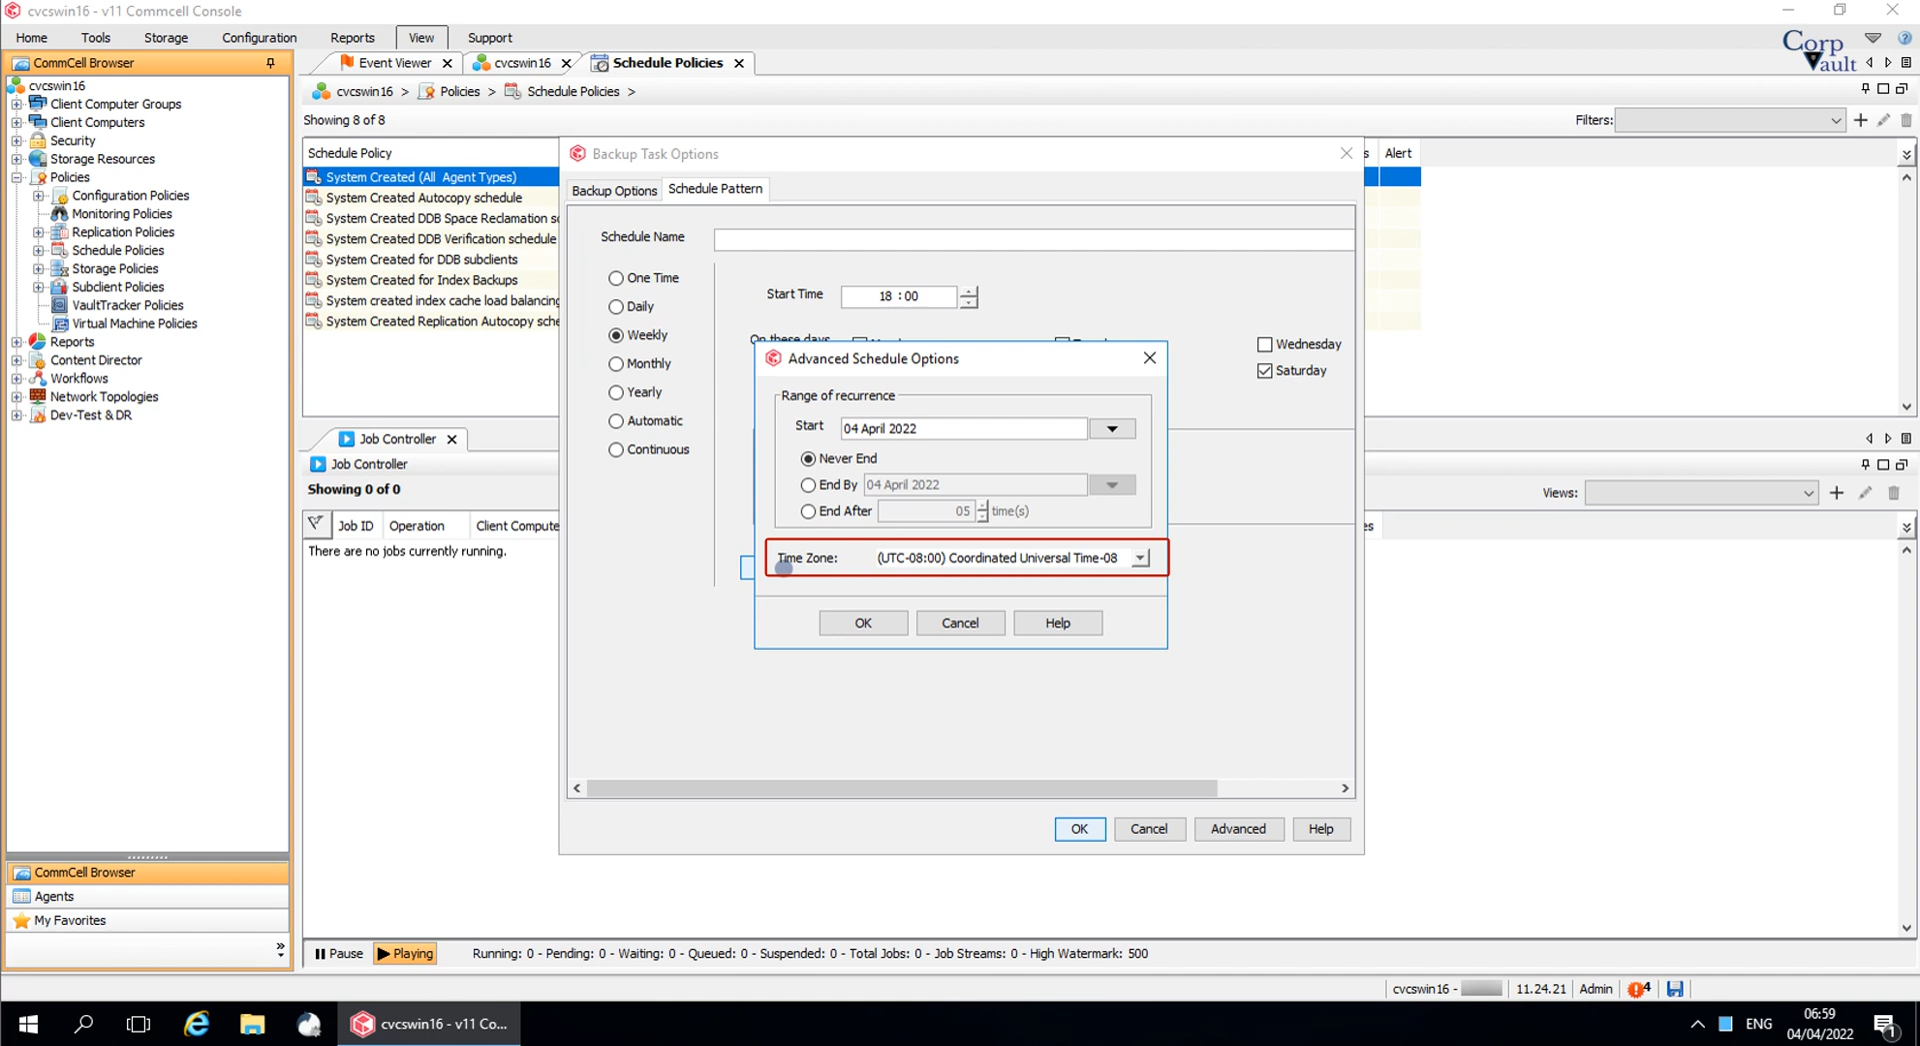 cvcswin16 - v11 Commcell Console
Home Tools Storage Configuration Reports View Support
Corp Vault
CommCell Browser
Event Viewer cvcswin16 Schedule Policies
cvcswin16
Client Computer Groups
Client Computers
Security
Storage Resources
Policies
Configuration Policies
Monitoring Policies
Replication Policies
Schedule Policies
Storage Policies
Subclient Policies
VaultTracker Policies
Virtual Machine Policies
Reports
Content Director
Workflows
Network Topologies
Dev-Test & DR
CommCell Browser
Agents
My Favorites
cvcswin16 > Policies > Schedule Policies >
Showing 8 of 8
Filters:
Schedule Policy
s Alert
System Created (All Agent Types)
System Created Autocopy schedule
System Created DDB Space Reclamation sc
System Created DDB Verification schedule
System Created for DDB subclients
System Created for Index Backups
System created index cache load balancing
System Created Replication Autocopy sche
Backup Task Options
Backup Options Schedule Pattern
Schedule Name
One Time
Daily
Weekly
Monthly
Yearly
Automatic
Continuous
Start Time 18 : 00
On these days
Wednesday
Saturday
Advanced Schedule Options
Range of recurrence
Start 04 April 2022
Never End
End By 04 April 2022
End After 05 time(s)
Time Zone: (UTC-08:00) Coordinated Universal Time-08
OK Cancel Help
OK Cancel Advanced Help
Job Controller
Job Controller
Showing 0 of 0
Views:
Job ID Operation Client Compute es
There are no jobs currently running.
Pause Playing Running: 0 - Pending: 0 - Waiting: 0 - Queued: 0 - Suspended: 0 - Total Jobs: 0 - Job Streams: 0 - High Watermark: 500
cvcswin16 - 11.24.21 Admin 4
cvcswin16 - v11 Co...
ENG
06:59
04/04/2022
1